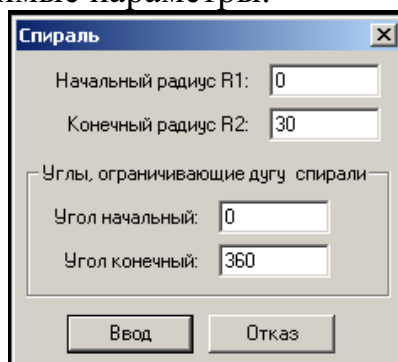 Спираль
Начальный радиус R1: 0
Конечный радиус R2: 30
Углы, ограничивающие дугу спирали
Угол начальный: 0
Угол конечный: 360
Ввод Отказ